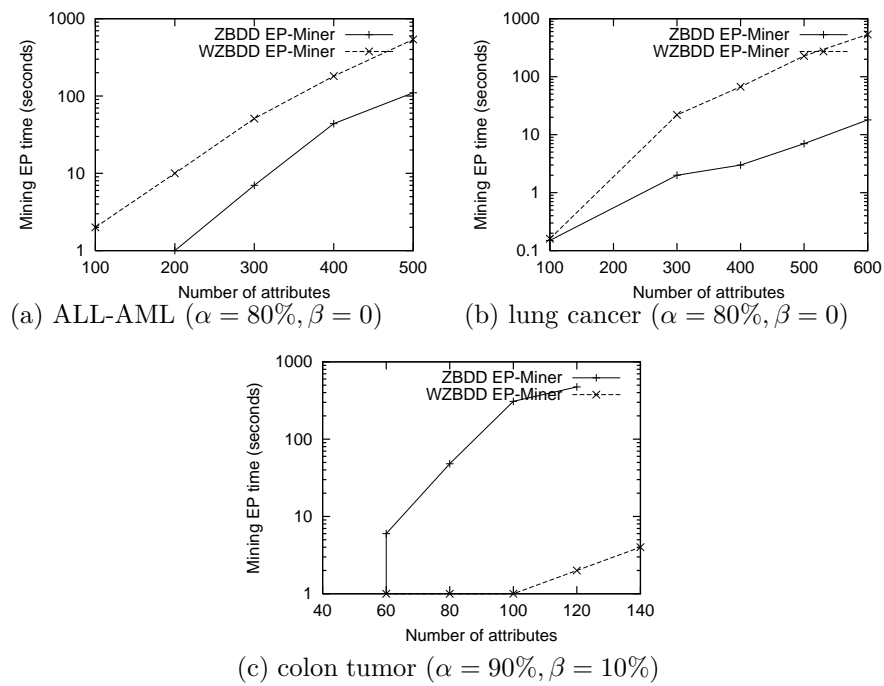 1000
100
10
1
100 200 300 400 500
Mining EP time (seconds)
Number of attributes
ZBDD EP-Miner
WZBDD EP-Miner
(a) ALL-AML (α = 80%, β = 0)
1000
100
10
1
0.1
100 200 300 400 500 600
Mining EP time (seconds)
Number of attributes
ZBDD EP-Miner
WZBDD EP-Miner
(b) lung cancer (α = 80%, β = 0)
1000
100
10
1
40 60 80 100 120 140
Mining EP time (seconds)
Number of attributes
ZBDD EP-Miner
WZBDD EP-Miner
(c) colon tumor (α = 90%, β = 10%)